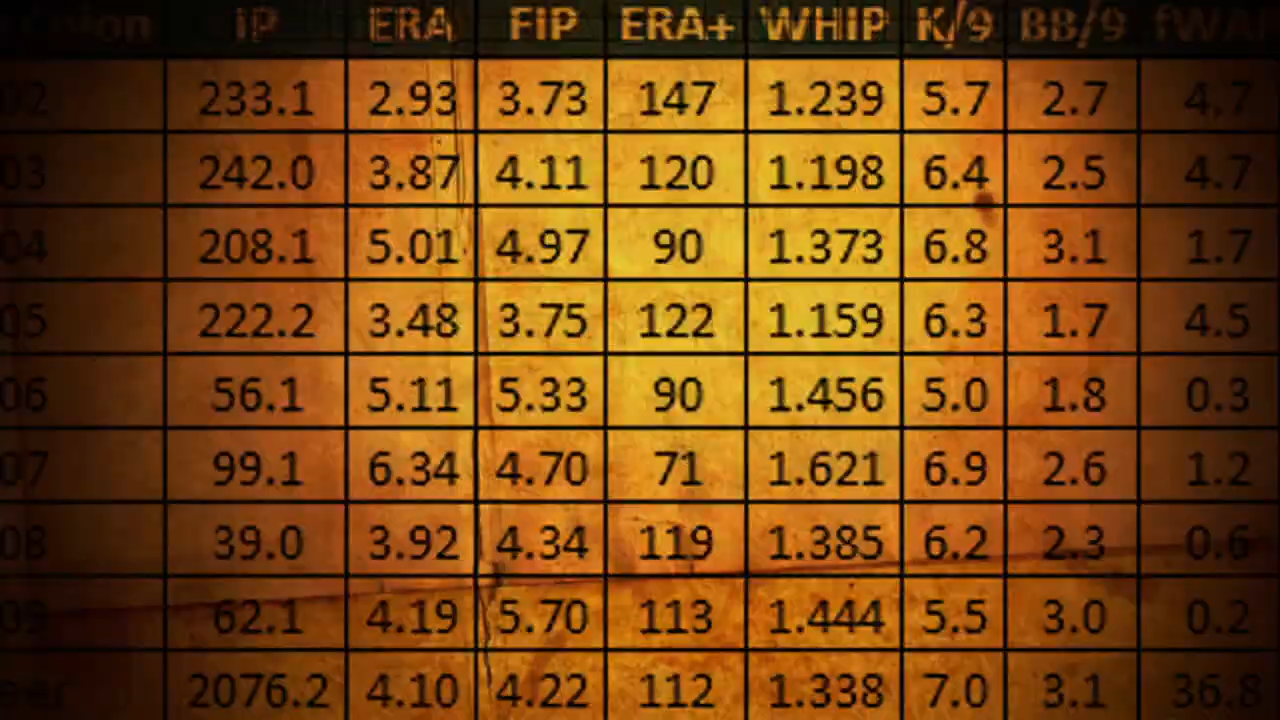 IP ERA FIP ERA+ WHIP K/9 BB/9 fWAR
02 233.1 2.93 3.73 147 1.239 5.7 2.7 4.7
03 242.0 3.87 4.11 120 1.198 6.4 2.5 4.7
04 208.1 5.01 4.97 90 1.373 6.8 3.1 1.7
05 222.2 3.48 3.75 122 1.159 6.3 1.7 4.5
06 56.1 5.11 5.33 90 1.456 5.0 1.8 0.3
07 99.1 6.34 4.70 71 1.621 6.9 2.6 1.2
08 39.0 3.92 4.34 119 1.385 6.2 2.3 0.6
09 62.1 4.19 5.70 113 1.444 5.5 3.0 0.2
2076.2 4.10 4.22 112 1.338 7.0 3.1 36.8